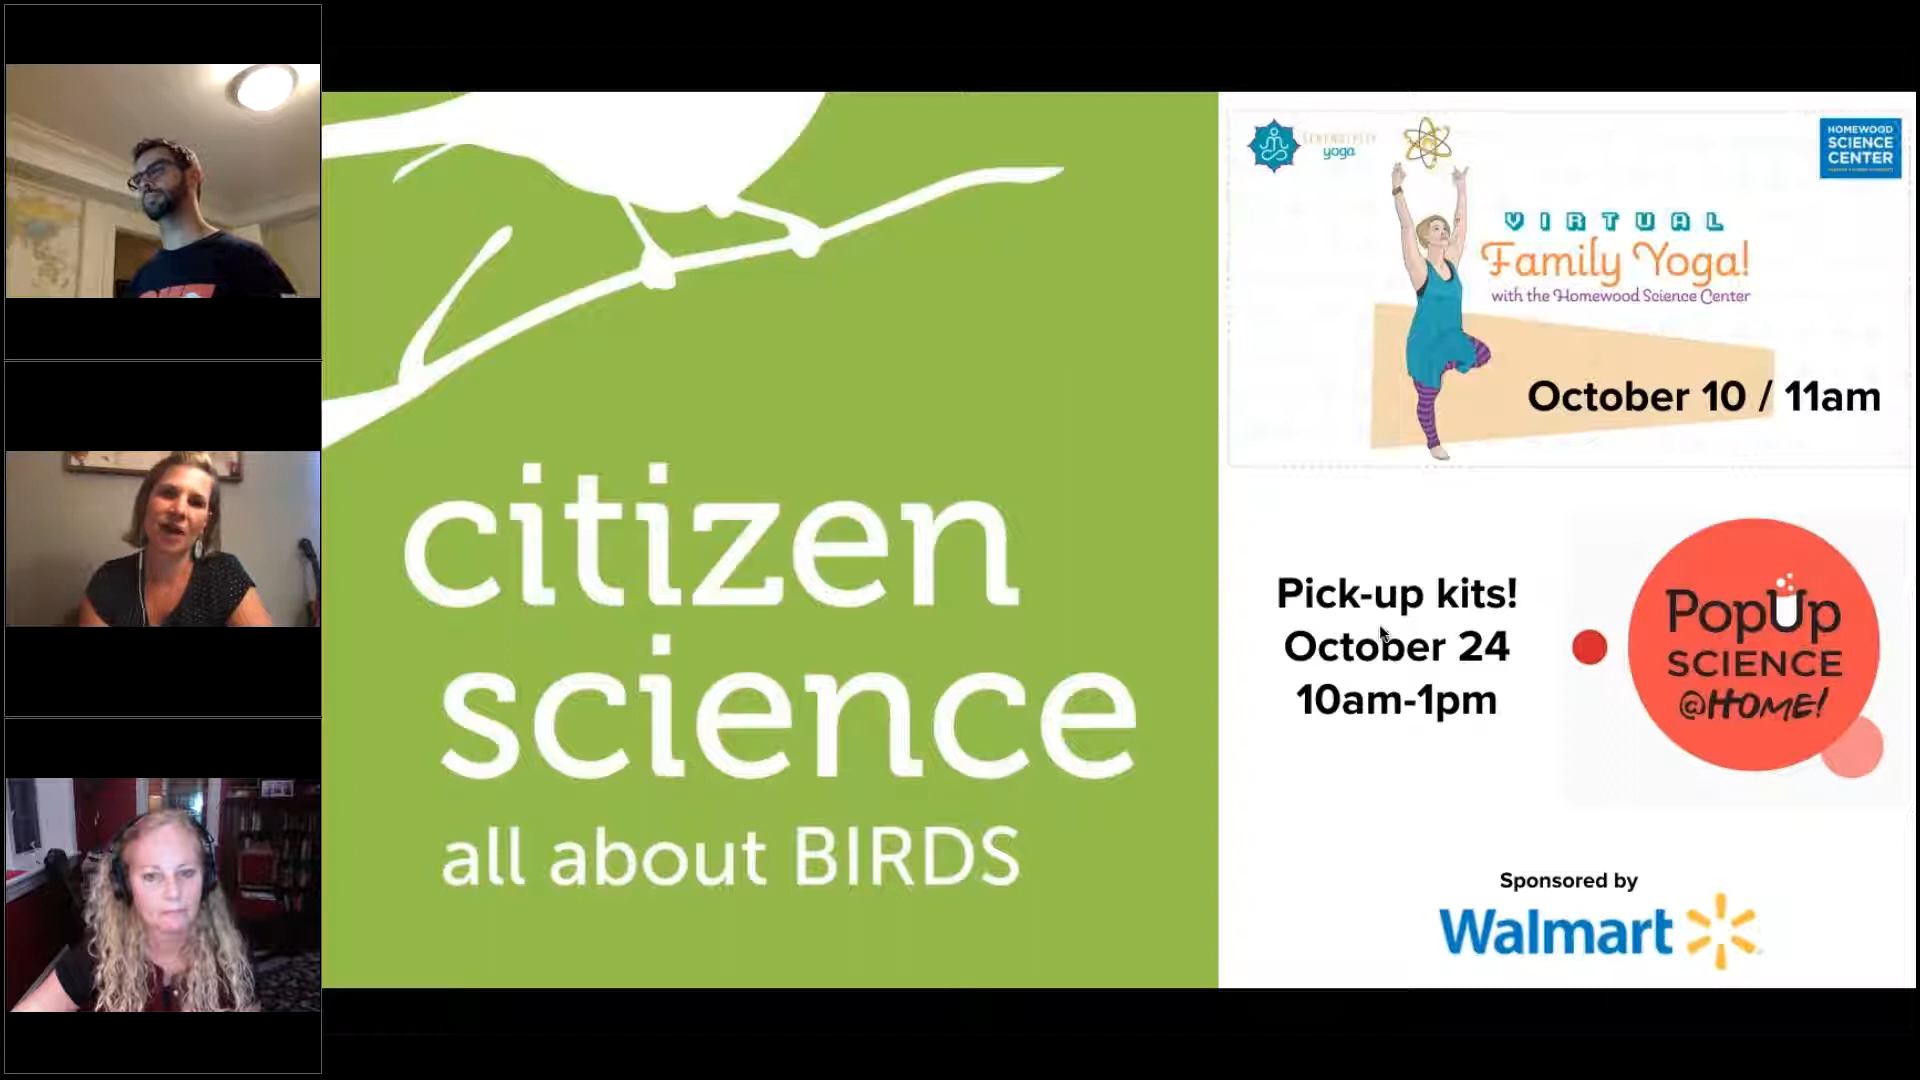 citizen
science
all about BIRDS
SERENDIPITY
yoga
HOMEWOOD
SCIENCE
CENTER
VIRTUAL
Family Yoga!
with the Homewood Science Center
October 10 / 11am
Pick-up kits!
October 24
10am-1pm
PopUp
SCIENCE
@HOME!
Sponsored by
Walmart